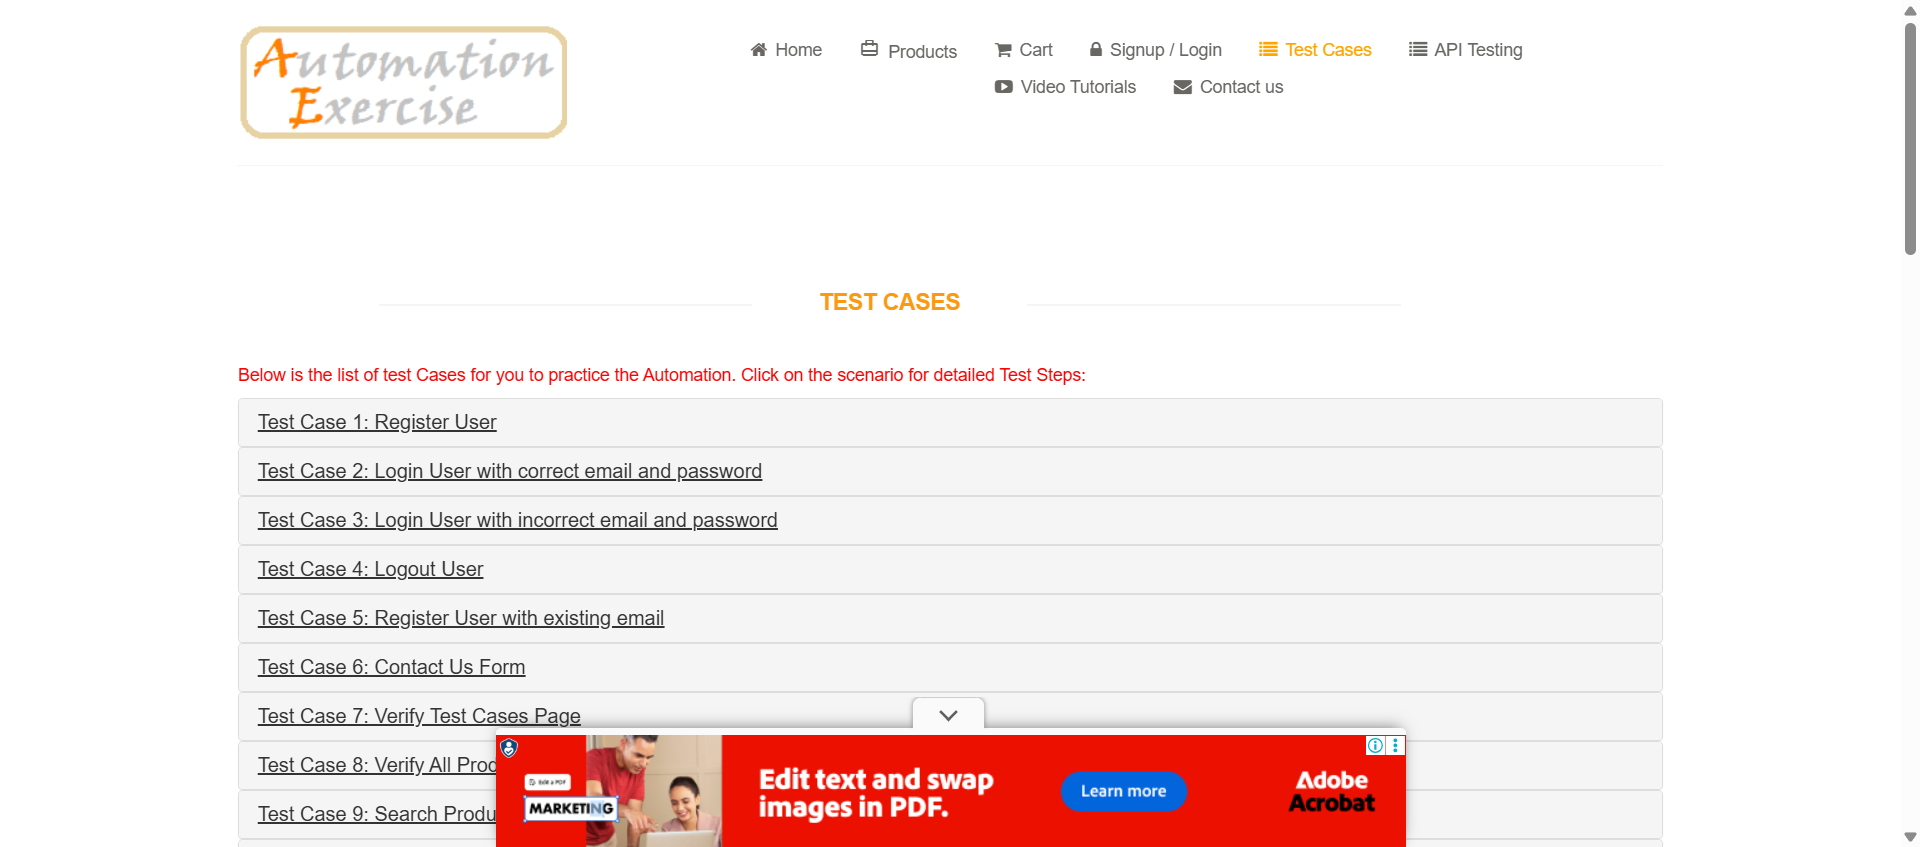 Automation
Exercise
Home
Products
Cart
Signup / Login
Test Cases
API Testing
Video Tutorials
Contact us
TEST CASES
Below is the list of test Cases for you to practice the Automation. Click on the scenario for detailed Test Steps:
Test Case 1: Register User
Test Case 2: Login User with correct email and password
Test Case 3: Login User with incorrect email and password
Test Case 4: Logout User
Test Case 5: Register User with existing email
Test Case 6: Contact Us Form
Test Case 7: Verify Test Cases Page
Test Case 8: Verify All Prod
Test Case 9: Search Produ
Edit a PDF
MARKETING
Edit text and swap
images in PDF.
Learn more
Adobe
Acrobat